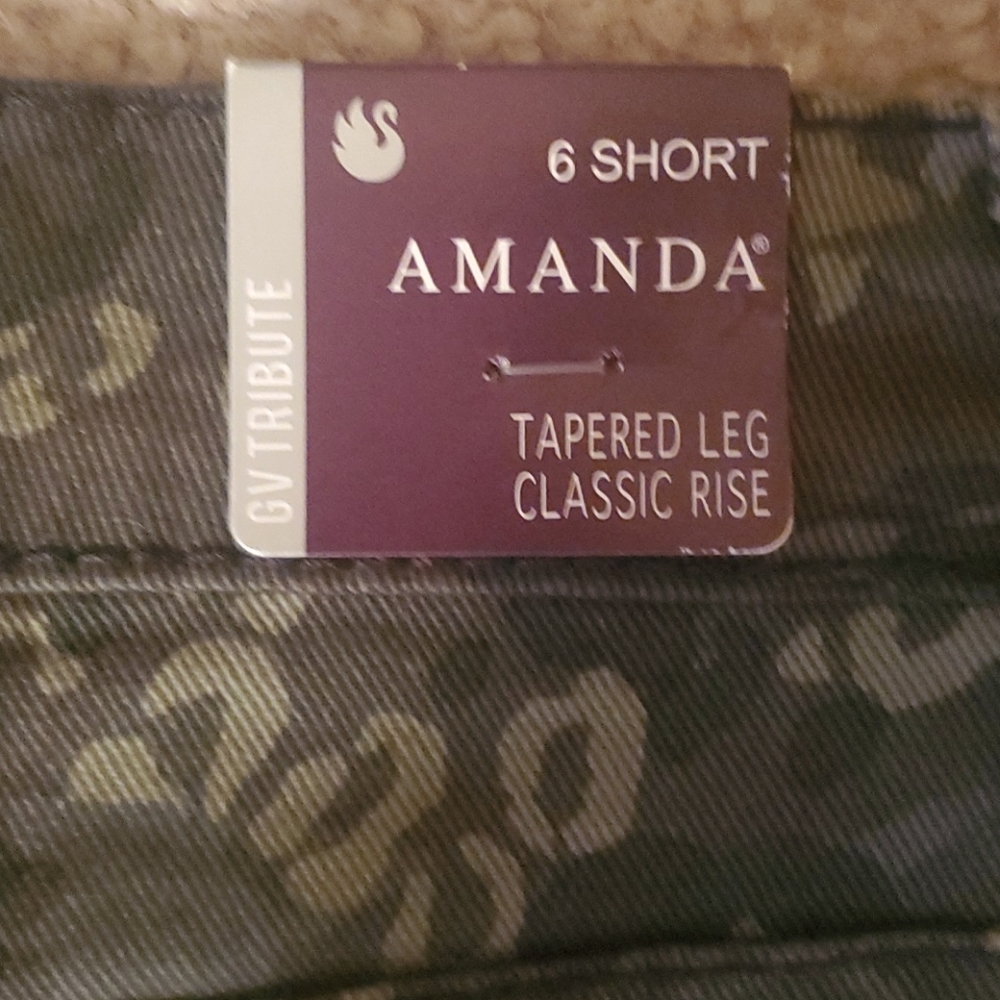 6 SHORT
AMANDA®
GV TRIBUTE
TAPERED LEG
CLASSIC RISE